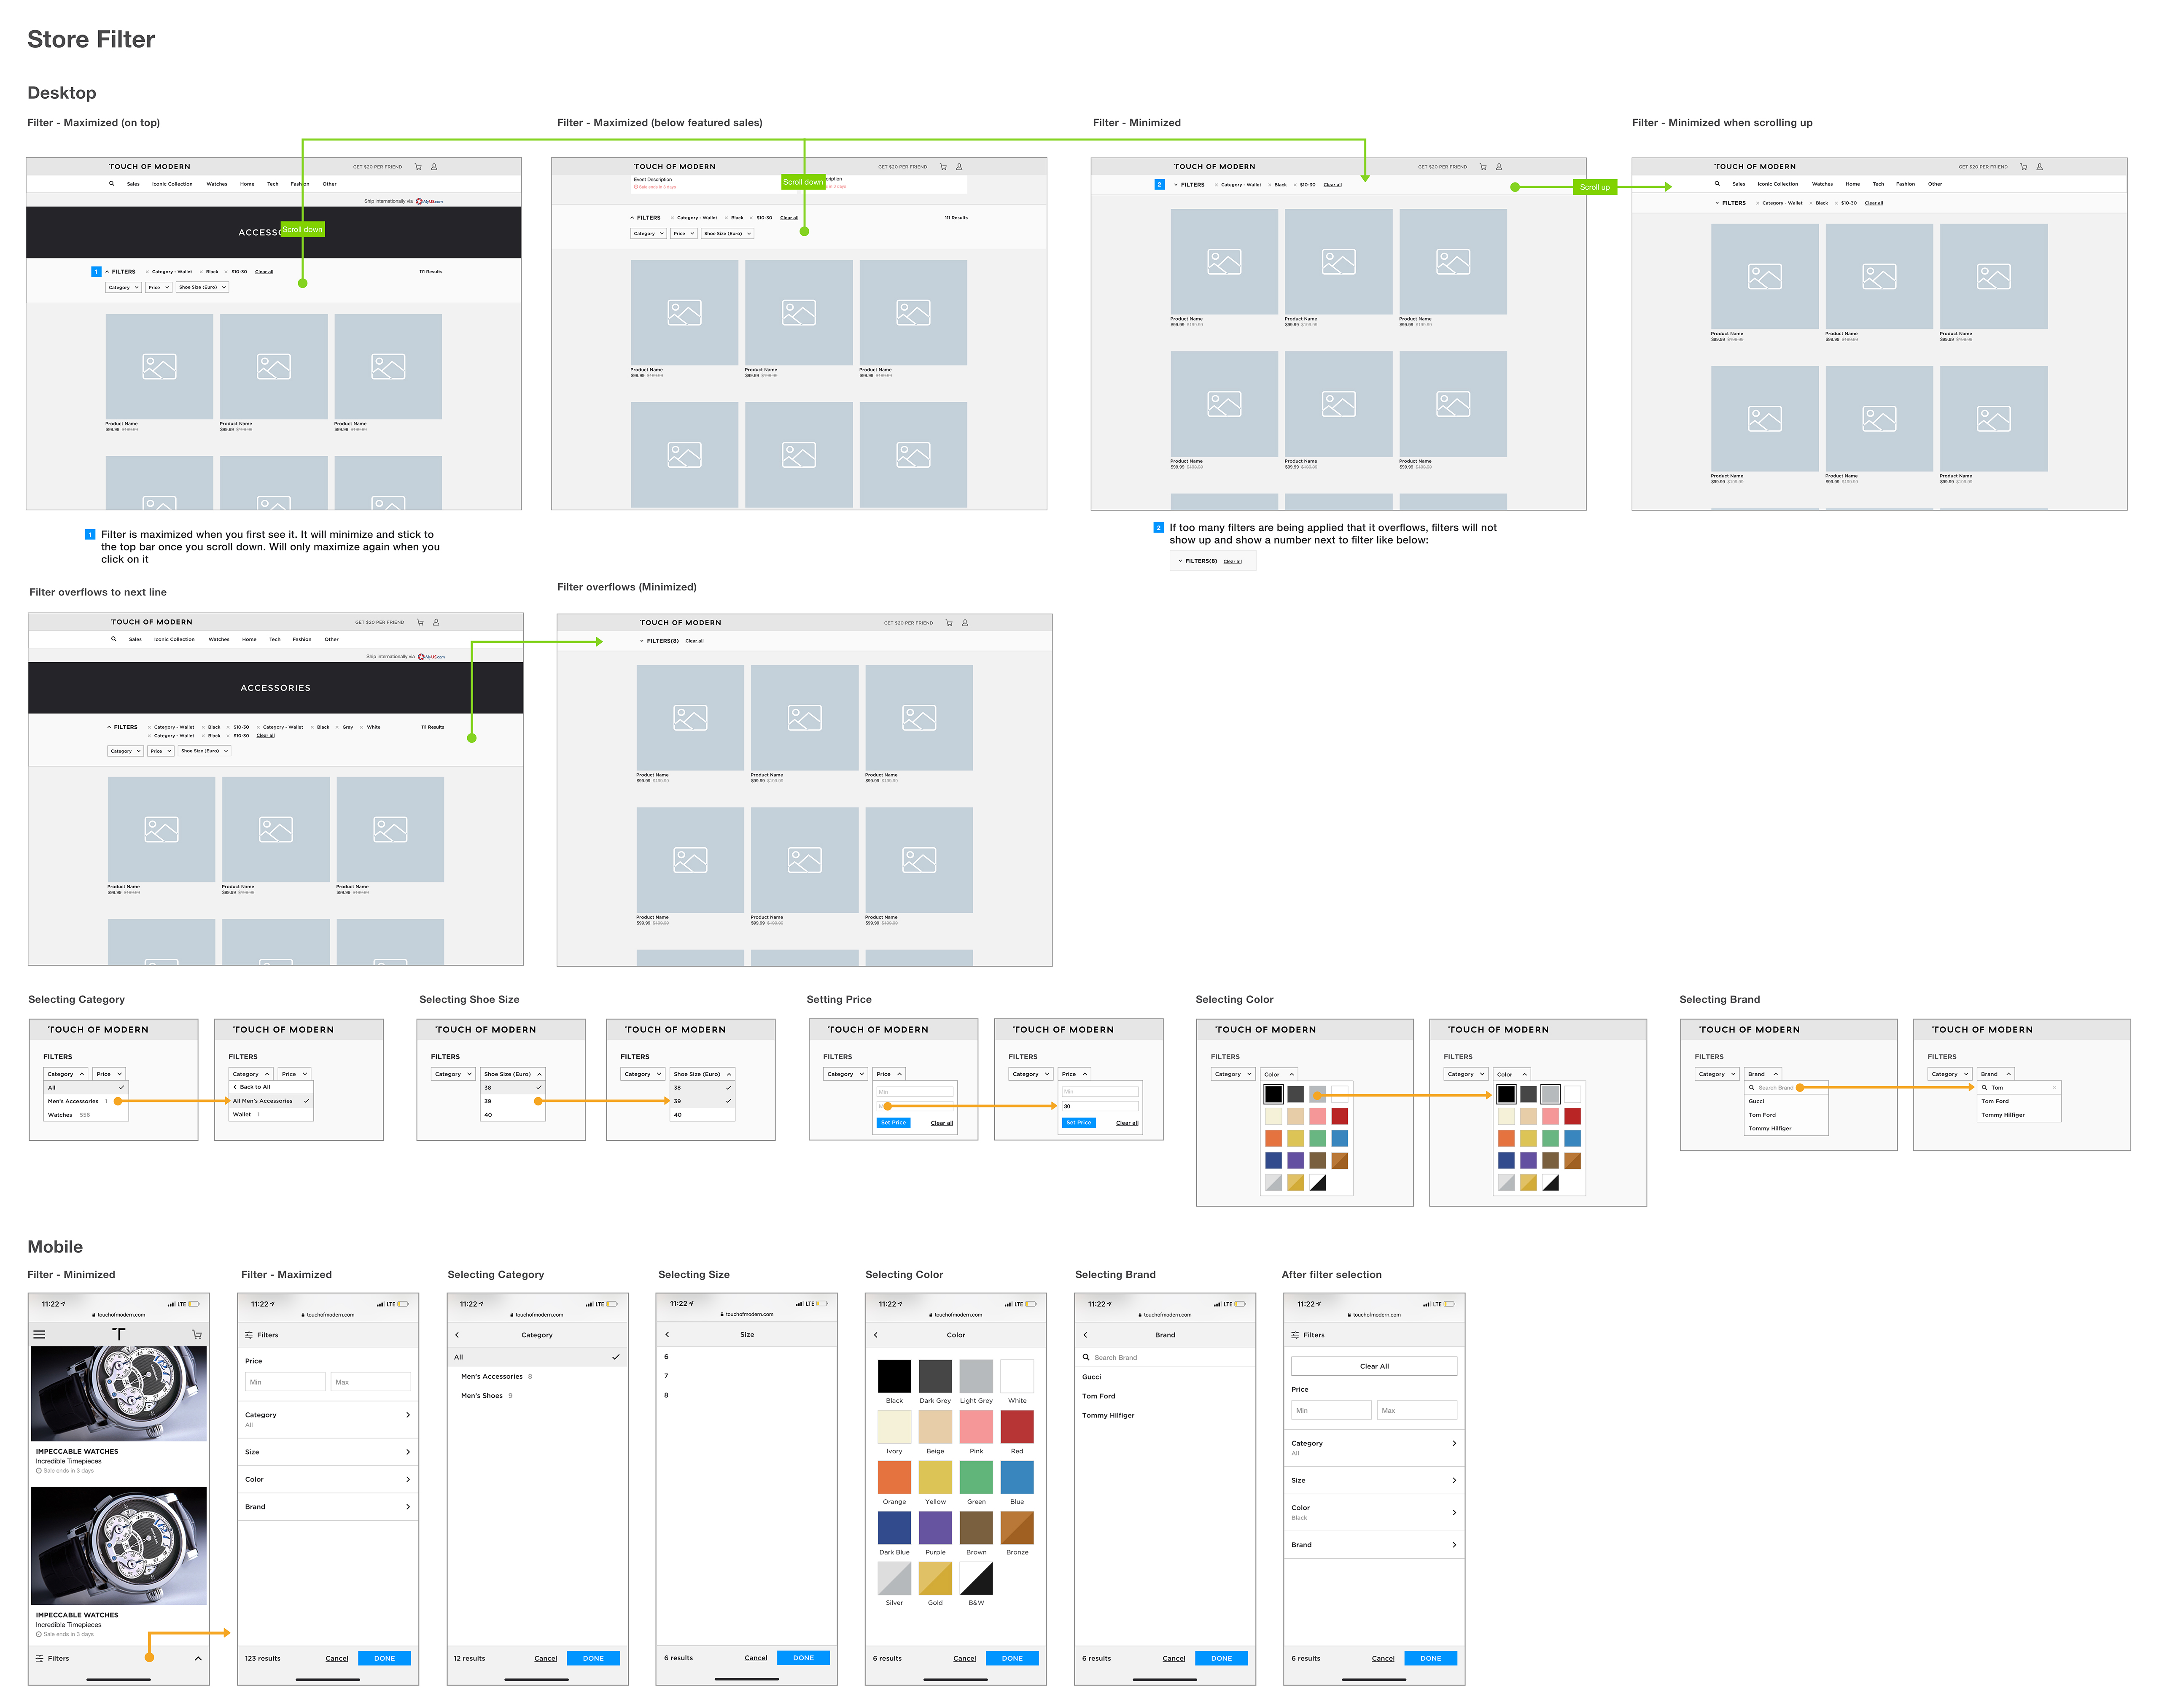 Store Filter
Desktop
Filter - Maximized (on top)
TOUCH OF MODERN
GET $20 PER FRIEND
Sales Iconic Collection Watches Home Tech Fashion Other
Ship internationally via MyUS.com
Scroll down
1 FILTERS × Category - Wallet × Black × $10-30 Clear all
111 Results
Category Price Shoe Size (Euro)
Product Name Product Name Product Name
$99.99 $199.99 $99.99 $199.99 $99.99 $199.99
1 Filter is maximized when you first see it. It will minimize and stick to
the top bar once you scroll down. Will only maximize again when you
click on it
Filter - Maximized (below featured sales)
TOUCH OF MODERN
GET $20 PER FRIEND
Event Description
Sale ends in 3 days
Scroll down
FILTERS × Category - Wallet × Black × $10-30 Clear all
111 Results
Category Price Shoe Size (Euro)
Product Name Product Name Product Name
$99.99 $199.99 $99.99 $199.99 $99.99 $199.99
Filter - Minimized
TOUCH OF MODERN
GET $20 PER FRIEND
2 FILTERS × Category - Wallet × Black × $10-30 Clear all
Product Name Product Name Product Name
$99.99 $199.99 $99.99 $199.99 $99.99 $199.99
Product Name Product Name Product Name
$99.99 $199.99 $99.99 $199.99 $99.99 $199.99
2 If too many filters are being applied that it overflows, filters will not
show up and show a number next to filter like below:
FILTERS(8) Clear all
Scroll up
Filter - Minimized when scrolling up
TOUCH OF MODERN
GET $20 PER FRIEND
Sales Iconic Collection Watches Home Tech Fashion Other
FILTERS × Category - Wallet × Black × $10-30 Clear all
Product Name Product Name Product Name
$99.99 $199.99 $99.99 $199.99 $99.99 $199.99
Product Name Product Name Product Name
$99.99 $199.99 $99.99 $199.99 $99.99 $199.99
Filter overflows to next line
TOUCH OF MODERN
GET $20 PER FRIEND
Sales Iconic Collection Watches Home Tech Fashion Other
Ship internationally via MyUS.com
ACCESSORIES
FILTERS × Category - Wallet × Black × $10-30 × Category - Wallet × Black × Gray × White
111 Results
× Category - Wallet × Black × $10-30 Clear all
Category Price Shoe Size (Euro)
Product Name Product Name Product Name
$99.99 $199.99 $99.99 $199.99 $99.99 $199.99
Filter overflows (Minimized)
TOUCH OF MODERN
GET $20 PER FRIEND
FILTERS(8) Clear all
Product Name Product Name Product Name
$99.99 $199.99 $99.99 $199.99 $99.99 $199.99
Product Name Product Name Product Name
$99.99 $199.99 $99.99 $199.99 $99.99 $199.99
Selecting Category
TOUCH OF MODERN
FILTERS
Category Price
All
Men's Accessories 1
Watches 556
TOUCH OF MODERN
FILTERS
Category Price
Back to All
All Men's Accessories
Wallet 1
Selecting Shoe Size
TOUCH OF MODERN
FILTERS
Category Shoe Size (Euro)
38
39
40
TOUCH OF MODERN
FILTERS
Category Shoe Size (Euro)
38
39
40
Setting Price
TOUCH OF MODERN
FILTERS
Category Price
Min
Set Price Clear all
TOUCH OF MODERN
FILTERS
Category Price
Min
30
Set Price Clear all
Selecting Color
TOUCH OF MODERN
FILTERS
Category Color
TOUCH OF MODERN
FILTERS
Category Color
Selecting Brand
TOUCH OF MODERN
FILTERS
Category Brand
Search Brand
Gucci
Tom Ford
Tommy Hilfiger
TOUCH OF MODERN
FILTERS
Category Brand
Tom ×
Tom Ford
Tommy Hilfiger
Mobile
Filter - Minimized
11:22 LTE
touchofmodern.com
IMPECCABLE WATCHES
Incredible Timepieces
Sale ends in 3 days
IMPECCABLE WATCHES
Incredible Timepieces
Sale ends in 3 days
Filters
Filter - Maximized
11:22 LTE
touchofmodern.com
Filters
Price
Min Max
Category
All
Size
Color
Brand
123 results Cancel DONE
Selecting Category
11:22 LTE
touchofmodern.com
Category
All
Men's Accessories 8
Men's Shoes 9
12 results Cancel DONE
Selecting Size
11:22 LTE
touchofmodern.com
Size
6
7
8
6 results Cancel DONE
Selecting Color
11:22 LTE
touchofmodern.com
Color
Black Dark Grey Light Grey White
Ivory Beige Pink Red
Orange Yellow Green Blue
Dark Blue Purple Brown Bronze
Silver Gold B&W
6 results Cancel DONE
Selecting Brand
11:22 LTE
touchofmodern.com
Brand
Search Brand
Gucci
Tom Ford
Tommy Hilfiger
6 results Cancel DONE
After filter selection
11:22 LTE
touchofmodern.com
Filters
Clear All
Price
Min Max
Category
All
Size
Color
Black
Brand
6 results Cancel DONE